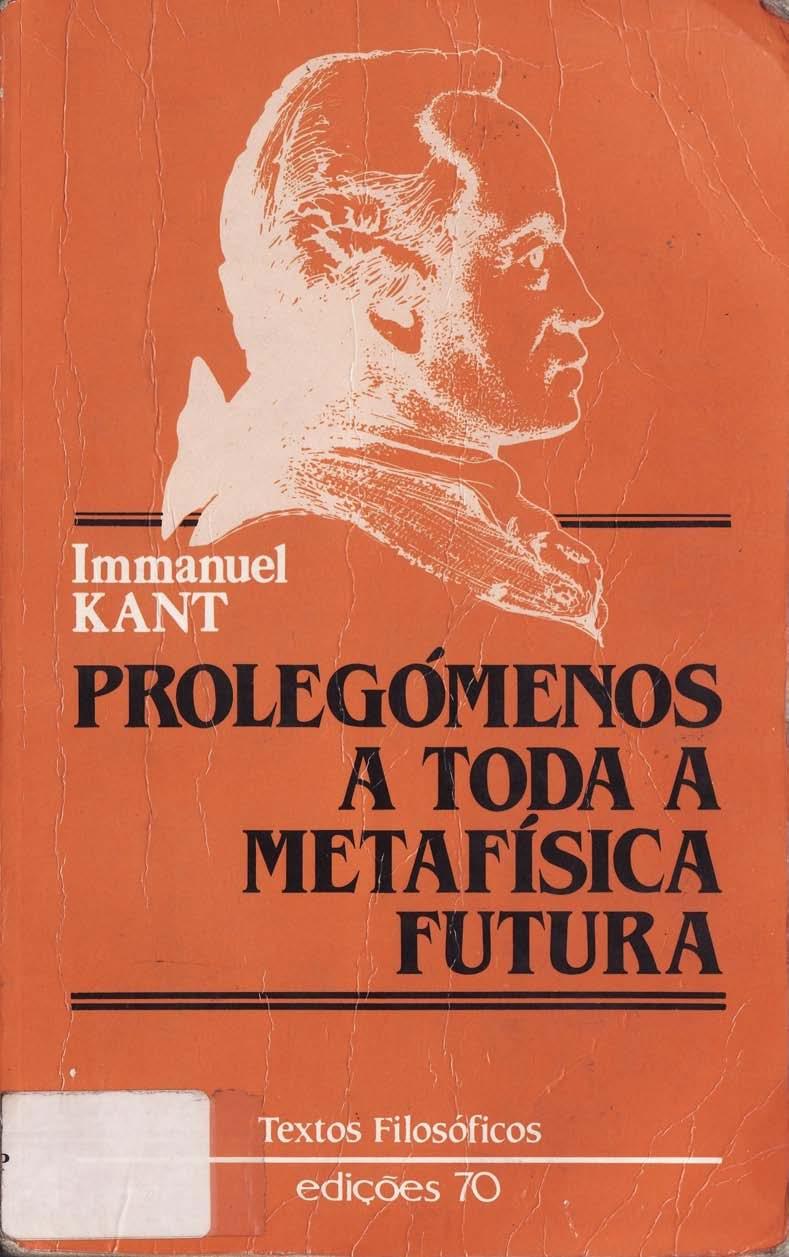 Immanuel
KANT
PROLEGÓMENOS
A TODA A
METAFÍSICA
FUTURA
Textos Filosóficos
edições 70